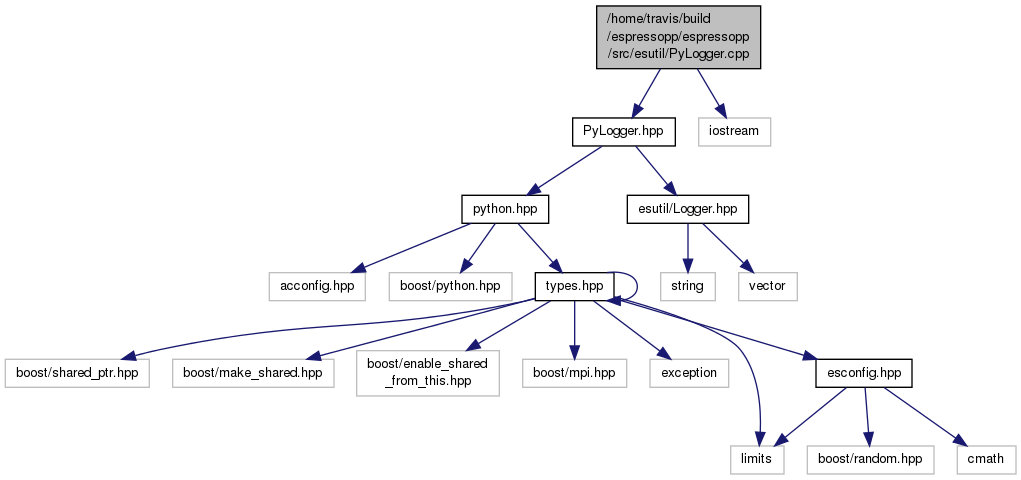 /home/travis/build
/espressopp/espressopp
/src/esutil/PyLogger.cpp
PyLogger.hpp
iostream
python.hpp
esutil/Logger.hpp
acconfig.hpp
boost/python.hpp
types.hpp
string
vector
boost/shared_ptr.hpp
boost/make_shared.hpp
boost/enable_shared
_from_this.hpp
boost/mpi.hpp
exception
esconfig.hpp
limits
boost/random.hpp
cmath